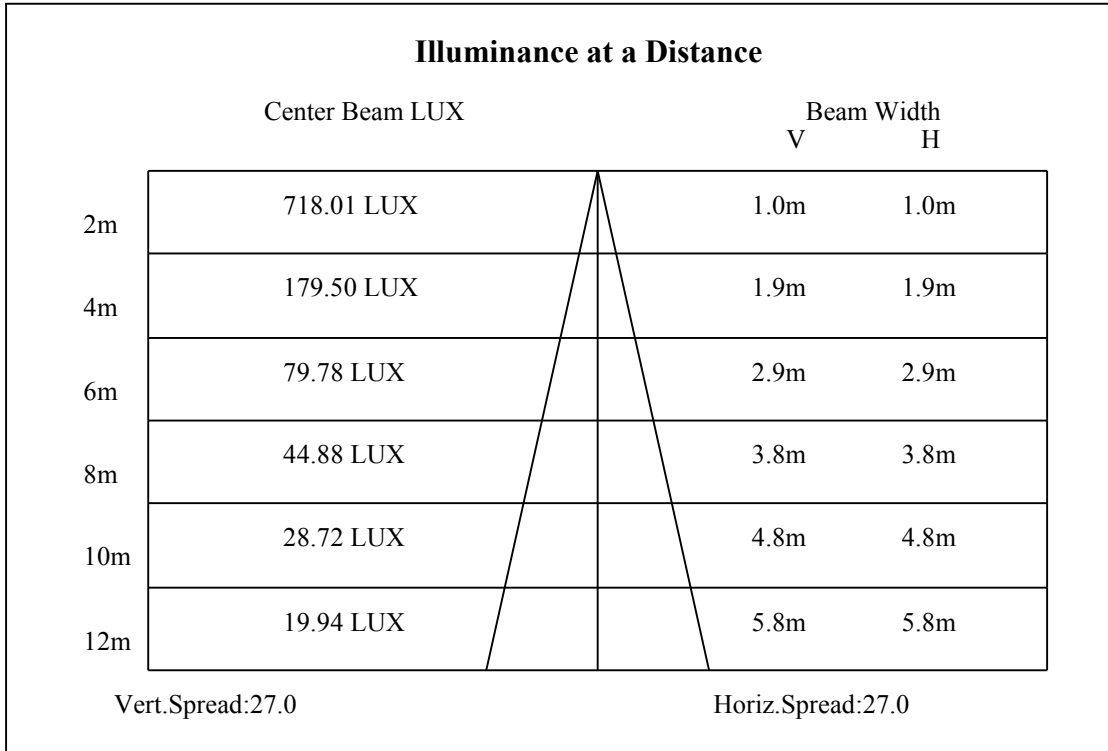 Illuminance at a Distance
Center Beam LUX Beam Width
V H
2m 718.01 LUX 1.0m 1.0m
4m 179.50 LUX 1.9m 1.9m
6m 79.78 LUX 2.9m 2.9m
8m 44.88 LUX 3.8m 3.8m
10m 28.72 LUX 4.8m 4.8m
12m 19.94 LUX 5.8m 5.8m
Vert.Spread:27.0 Horiz.Spread:27.0